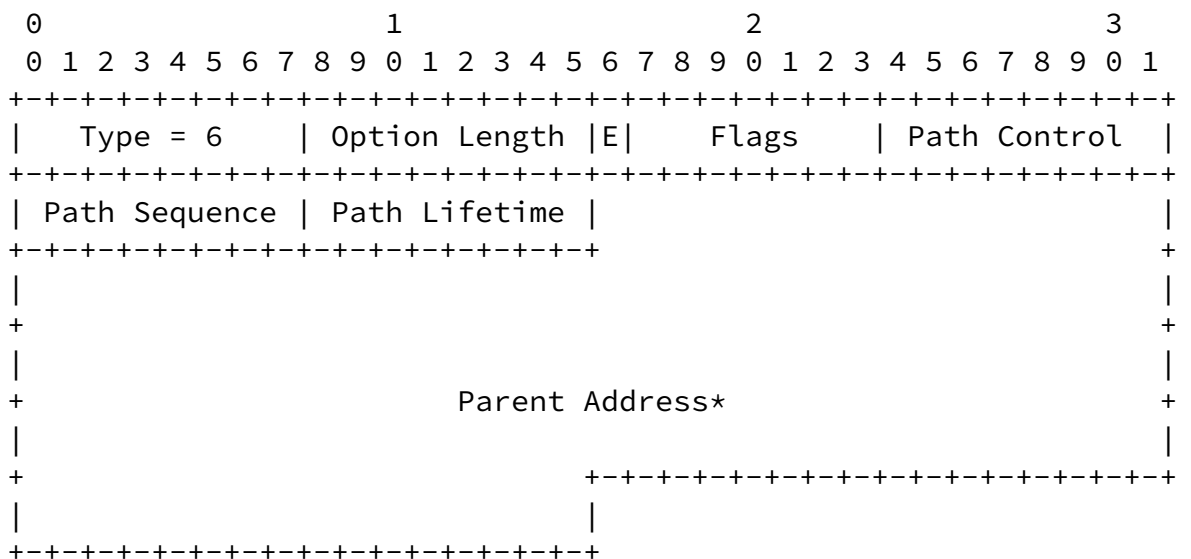 0                   1                   2                   3
 0 1 2 3 4 5 6 7 8 9 0 1 2 3 4 5 6 7 8 9 0 1 2 3 4 5 6 7 8 9 0 1
+-+-+-+-+-+-+-+-+-+-+-+-+-+-+-+-+-+-+-+-+-+-+-+-+-+-+-+-+-+-+-+-+
|   Type = 6    | Option Length |E|    Flags    | Path Control  |
+-+-+-+-+-+-+-+-+-+-+-+-+-+-+-+-+-+-+-+-+-+-+-+-+-+-+-+-+-+-+-+-+
| Path Sequence | Path Lifetime |                               |
+-+-+-+-+-+-+-+-+-+-+-+-+-+-+-+-+                               +
|                                                               |
+                                                               +
|                                                               |
+                        Parent Address*                        +
|                                                               |
+                               +-+-+-+-+-+-+-+-+-+-+-+-+-+-+-+-+
|                               |
+-+-+-+-+-+-+-+-+-+-+-+-+-+-+-+-+